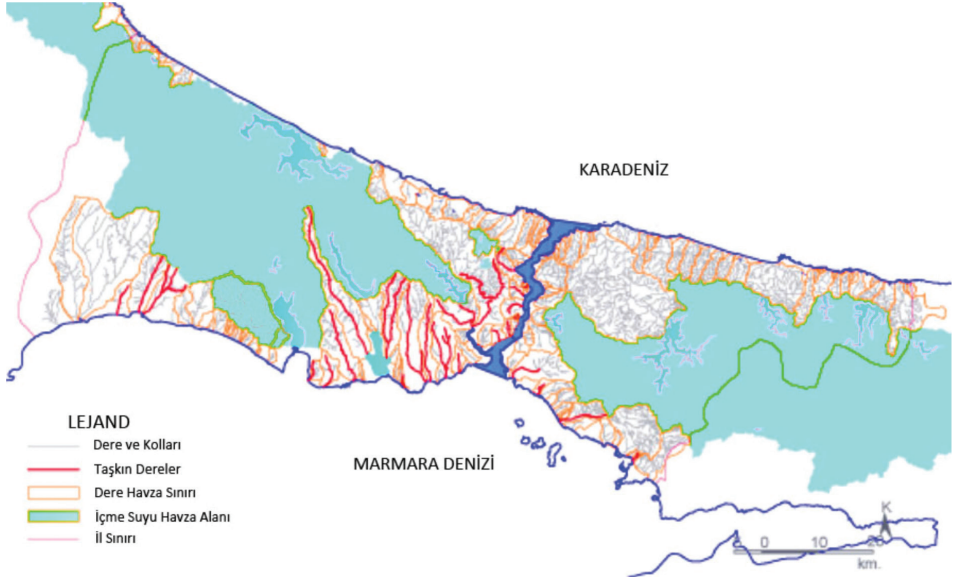 KARADENİZ
LEJAND
Dere ve Kolları
Taşkın Dereler
Dere Havza Sınırı
İçme Suyu Havza Alanı
İl Sınırı
MARMARA DENİZİ
K
0 10 20
km.